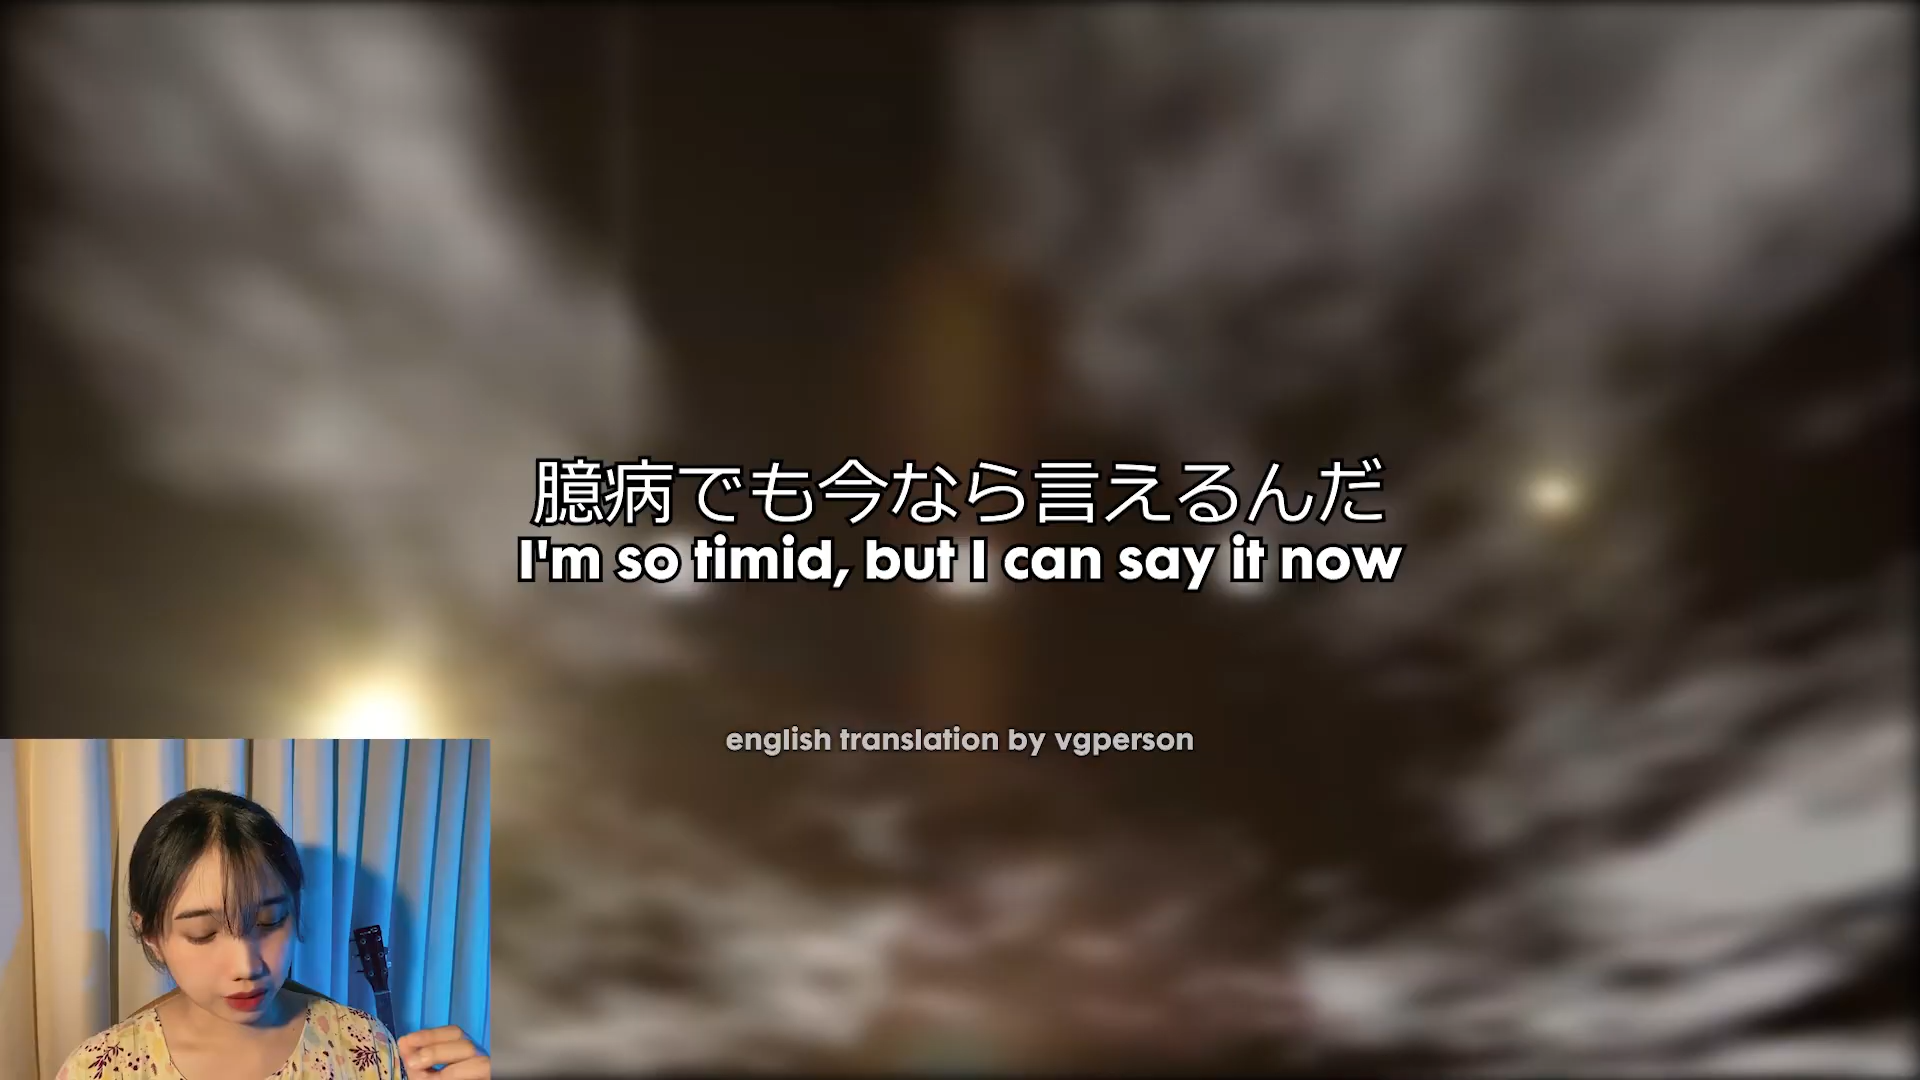 臆病でも今なら言えるんだ
I'm so timid, but I can say it now
english translation by vgperson